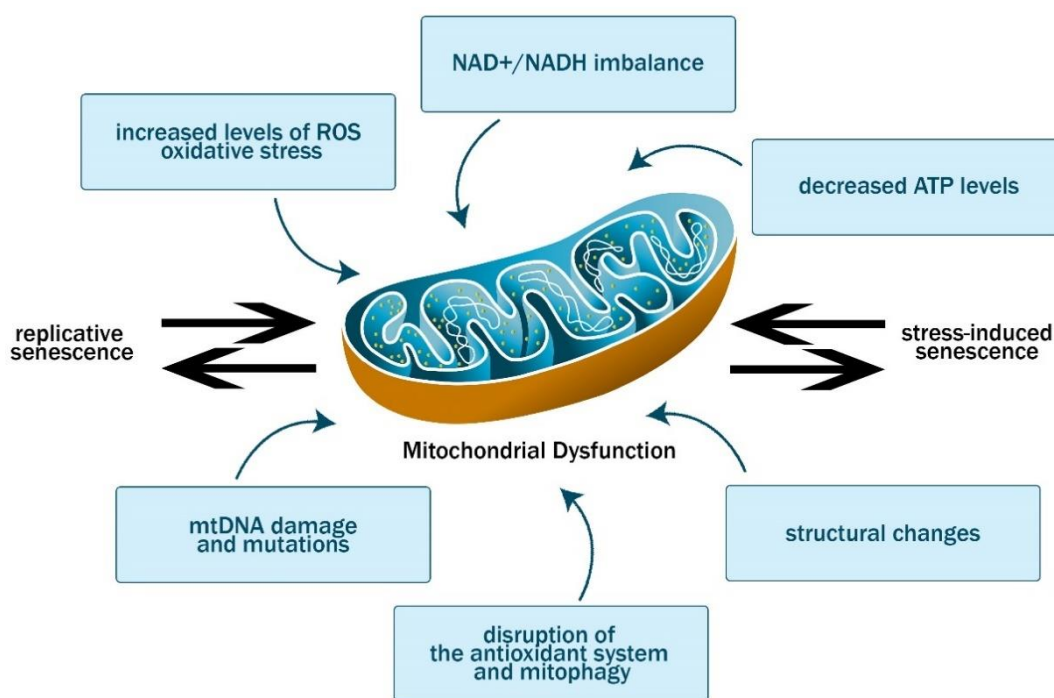 NAD+/NADH imbalance
increased levels of ROS
oxidative stress
decreased ATP levels
replicative
senescence
stress-induced
senescence
Mitochondrial Dysfunction
mtDNA damage
and mutations
structural changes
disruption of
the antioxidant system
and mitophagy